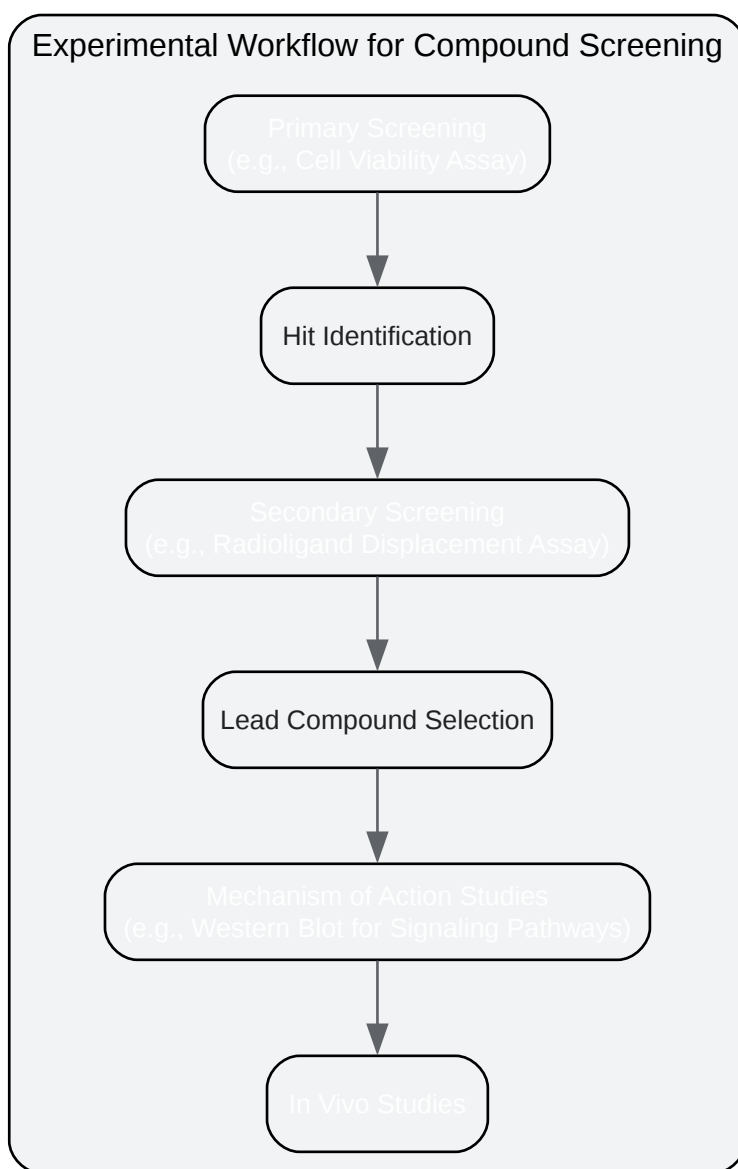 Experimental Workflow for Compound Screening
Primary Screening
(e.g., Cell Viability Assay)
Hit Identification
Secondary Screening
(e.g., Radioligand Displacement Assay)
Lead Compound Selection
Mechanism of Action Studies
(e.g., Western Blot for Signaling Pathways)
In Vivo Studies